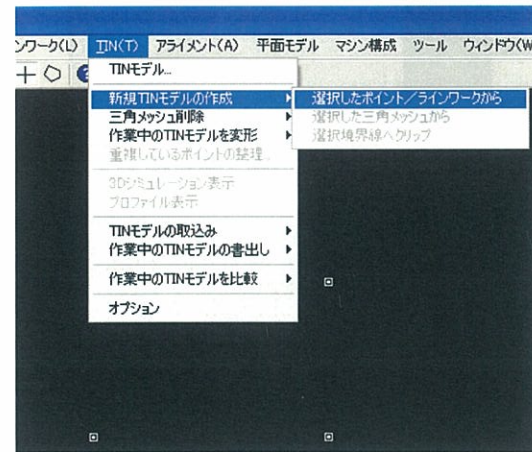 ンワーク(L) TIN(T) アライメント(A) 平面モデル マシン構成 ツール ウィンドウ(W
TINモデル...
新規TINモデルの作成
選択したポイント／ラインワークから
三角メッシュ削除
選択した三角メッシュから
作業中のTINモデルを変形
選択境界線へクリップ
重複しているポイントの整理...
3Dシミュレーション表示
プロファイル表示
TINモデルの取込み
作業中のTINモデルの書出し
作業中のTINモデルを比較
オプション